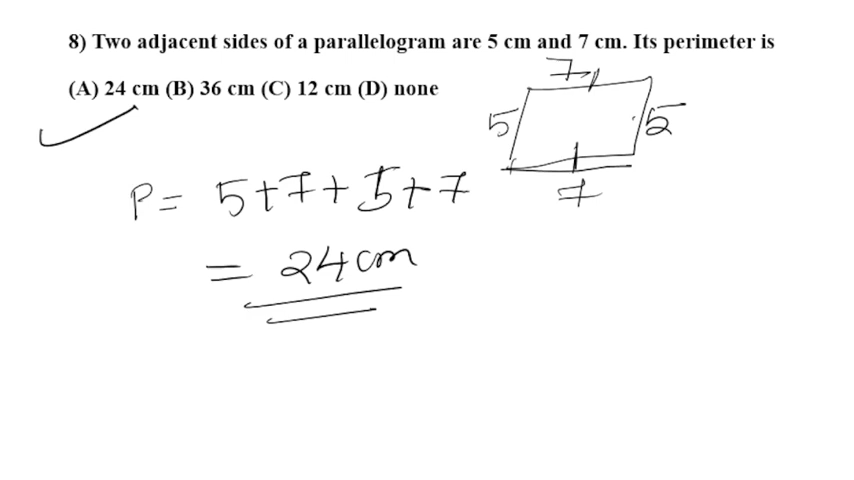 8) Two adjacent sides of a parallelogram are 5 cm and 7 cm. Its perimeter is
(A) 24 cm (B) 36 cm (C) 12 cm (D) none
7
5
5
7
P = 5+7+5+7
= 24cm